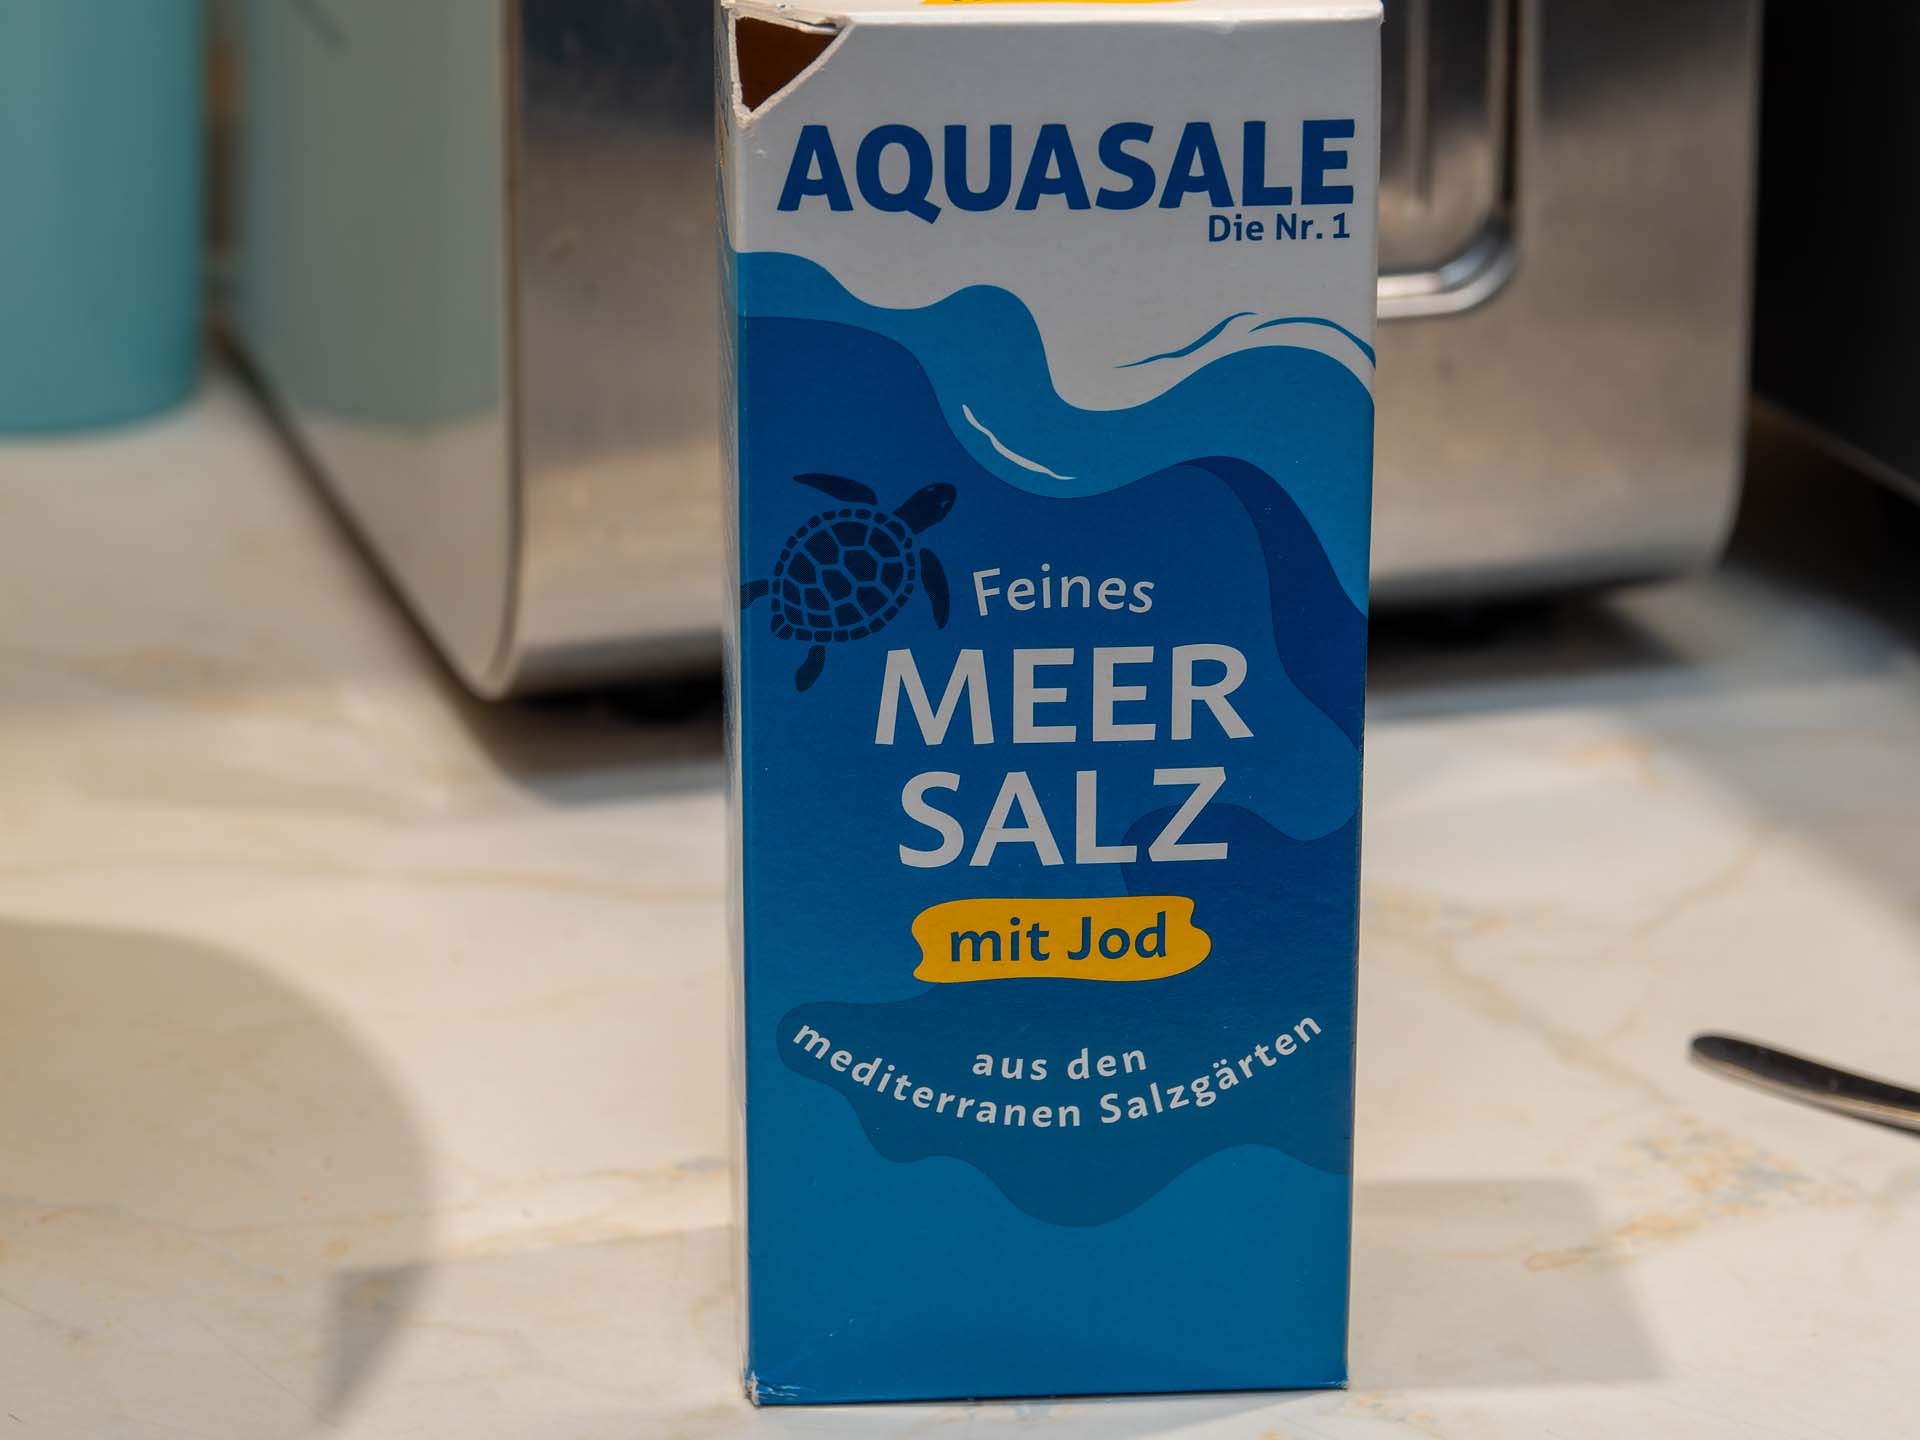 AQUASALE
Die Nr. 1
Feines
MEER
SALZ
mit Jod
aus den
mediterranen Salzgärten